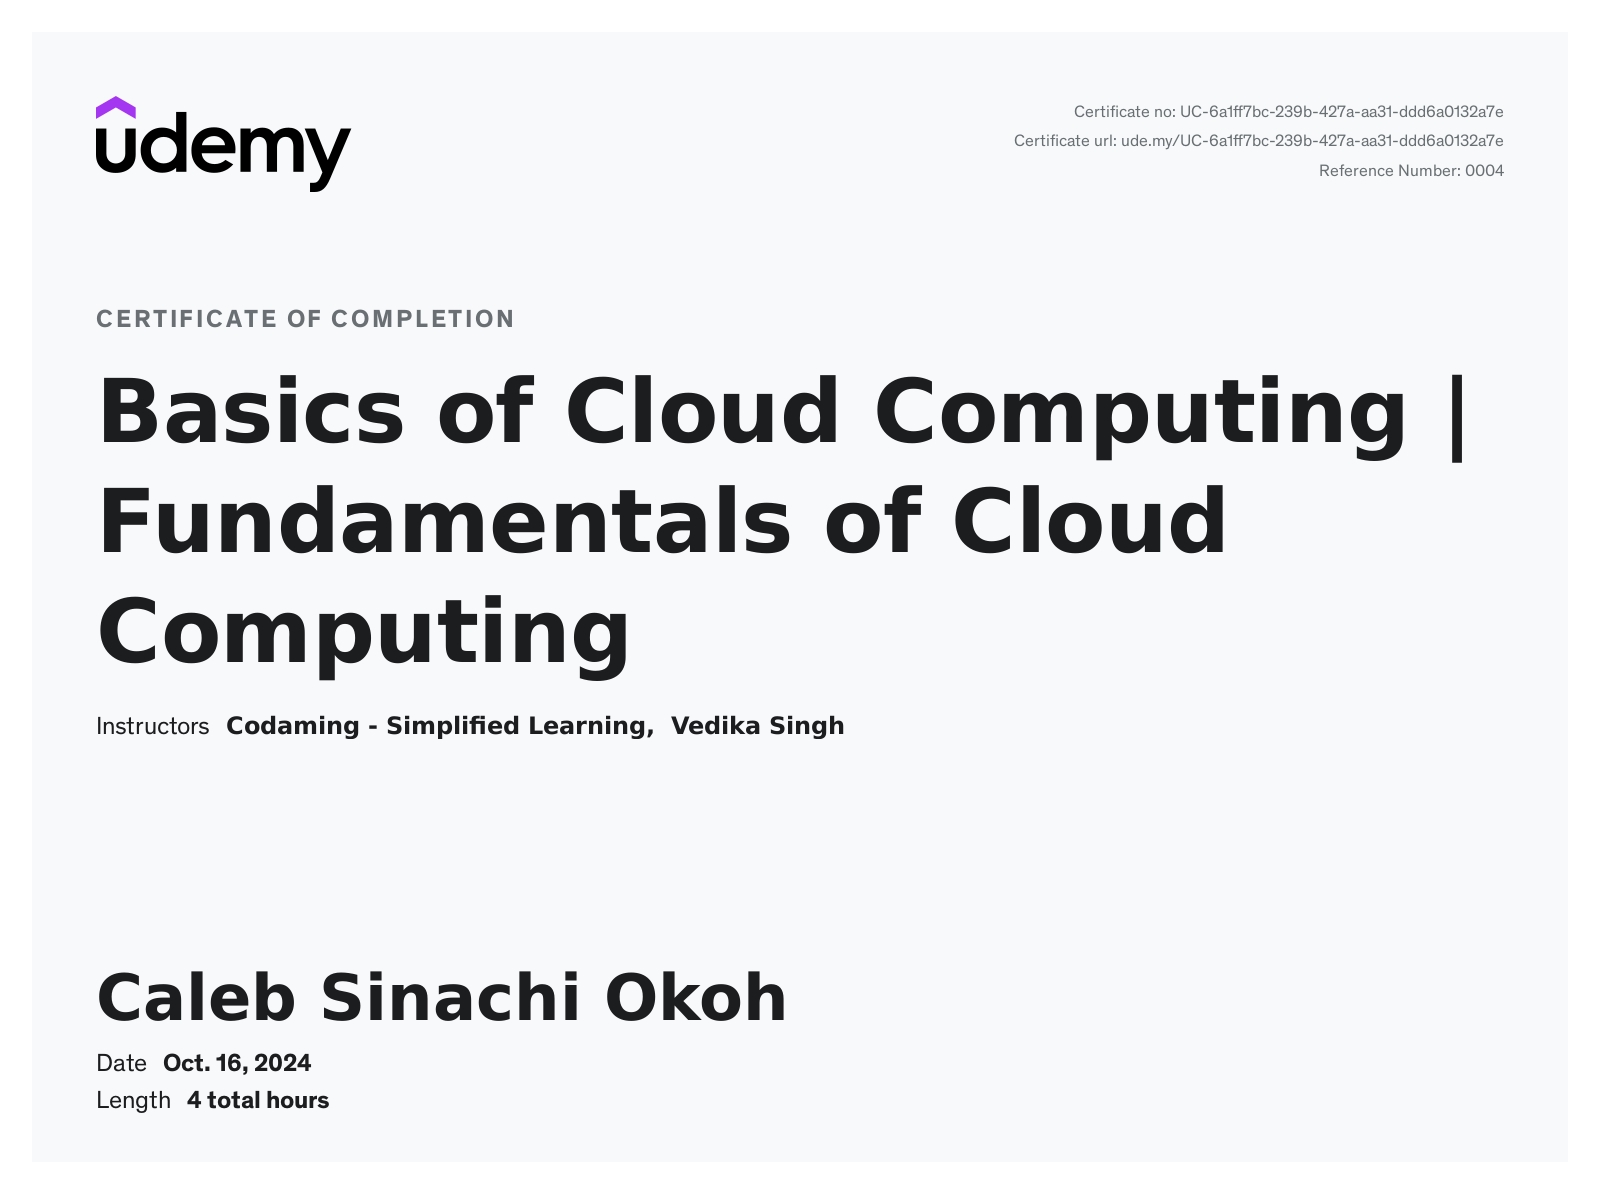 udemy
Certificate no: UC-6a1ff7bc-239b-427a-aa31-ddd6a0132a7e
Certificate url: ude.my/UC-6a1ff7bc-239b-427a-aa31-ddd6a0132a7e
Reference Number: 0004
CERTIFICATE OF COMPLETION
Basics of Cloud Computing |
Fundamentals of Cloud
Computing
Instructors Codaming - Simplified Learning, Vedika Singh
Caleb Sinachi Okoh
Date Oct. 16, 2024
Length 4 total hours